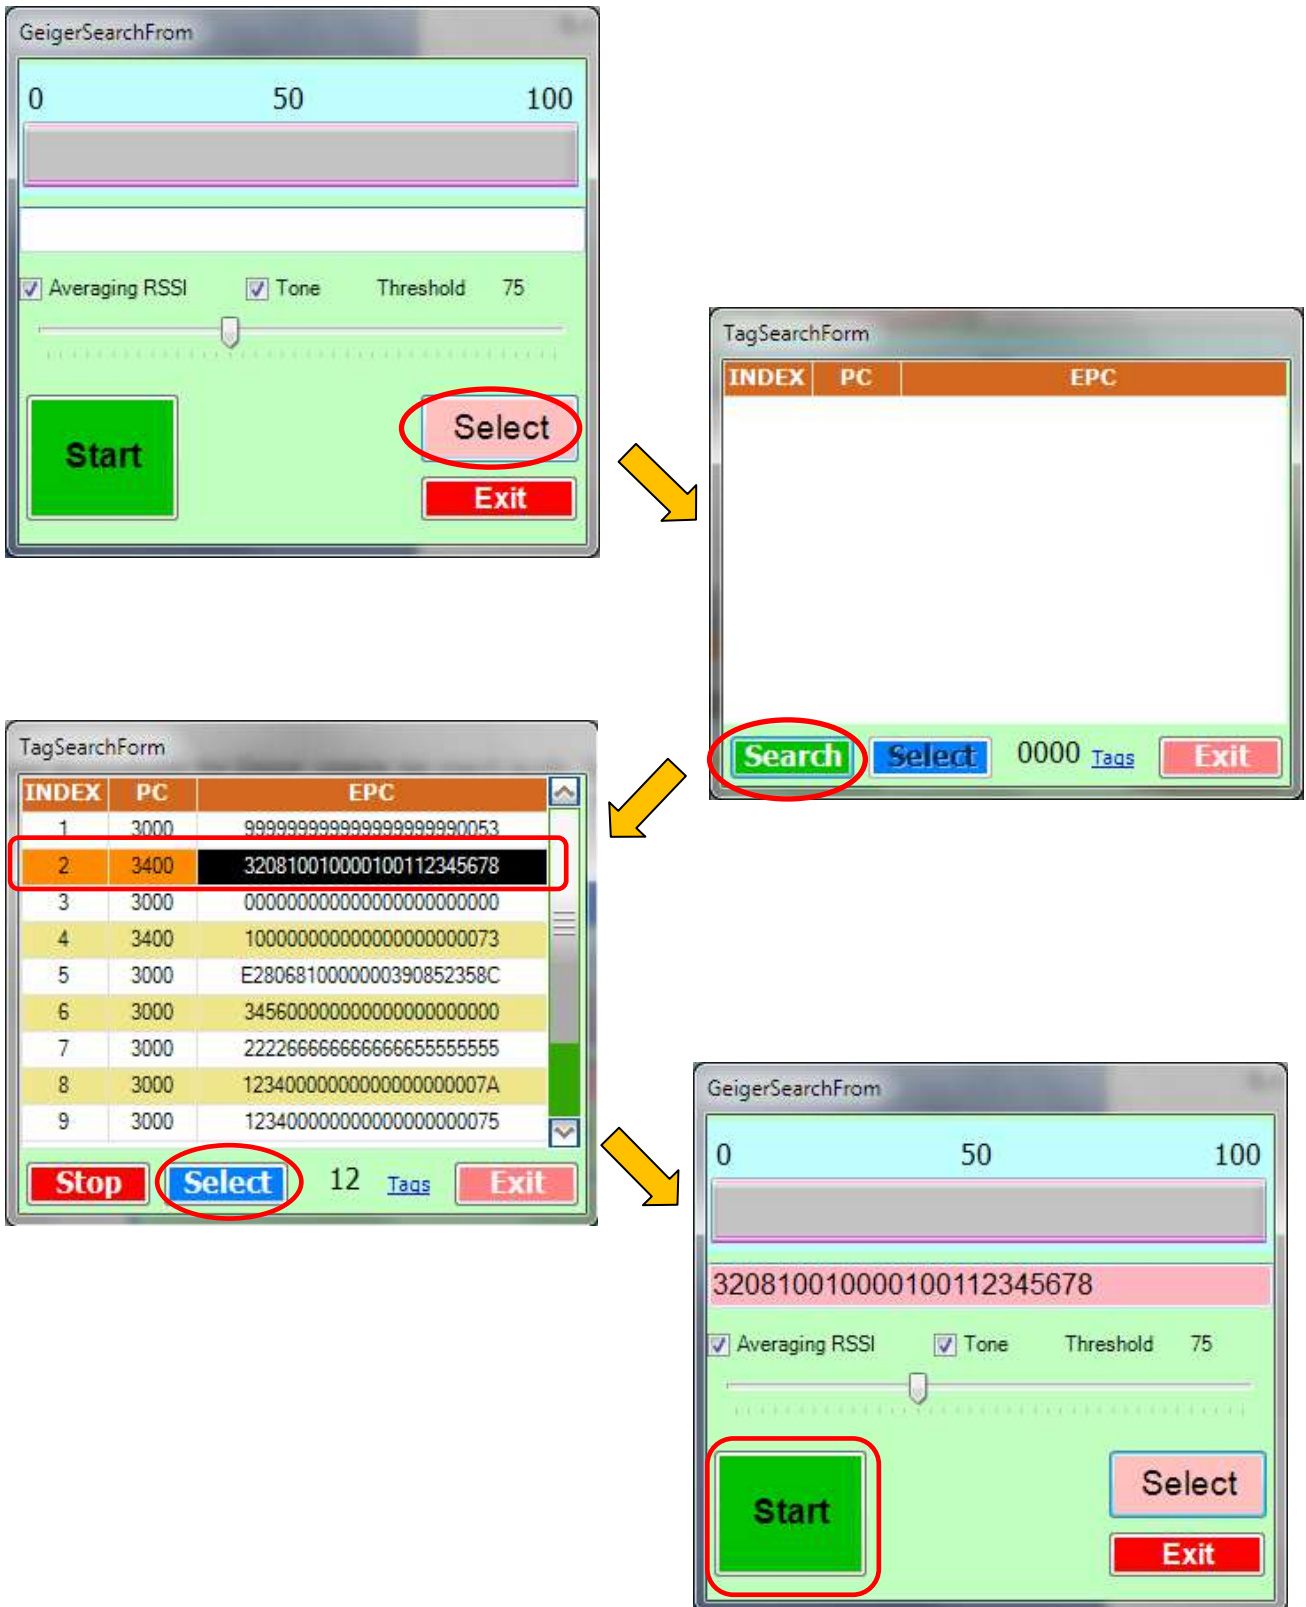 GeigerSearchFrom
0 50 100
Averaging RSSI Tone Threshold 75
Start
Select
Exit
TagSearchForm
INDEX PC EPC
Search Select 0000 Tags Exit
TagSearchForm
INDEX PC EPC
1 3000 999999999999999999990053
2 3400 320810010000100112345678
3 3000 000000000000000000000000
4 3400 100000000000000000000073
5 3000 E28068100000000390852358C
6 3000 345600000000000000000000
7 3000 222266666666666655555555
8 3000 12340000000000000000007A
9 3000 123400000000000000000075
Stop Select 12 Tags Exit
GeigerSearchFrom
0 50 100
320810010000100112345678
Averaging RSSI Tone Threshold 75
Start
Select
Exit